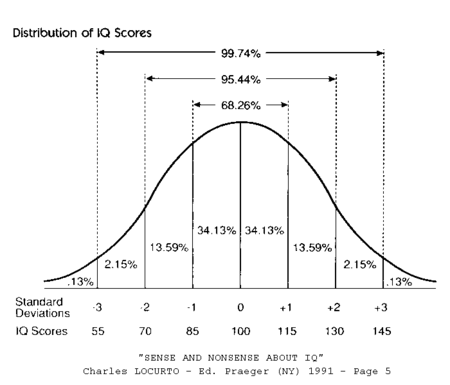 Distribution of IQ Scores
99.74%
95.44%
68.26%
34.13% 34.13%
13.59% 13.59%
2.15% 2.15%
.13% .13%
Standard
Deviations -3 -2 -1 0 +1 +2 +3
IQ Scores 55 70 85 100 115 130 145
"SENSE AND NONSENSE ABOUT IQ"
Charles LOCURTO - Ed. Praeger (NY) 1991 - Page 5